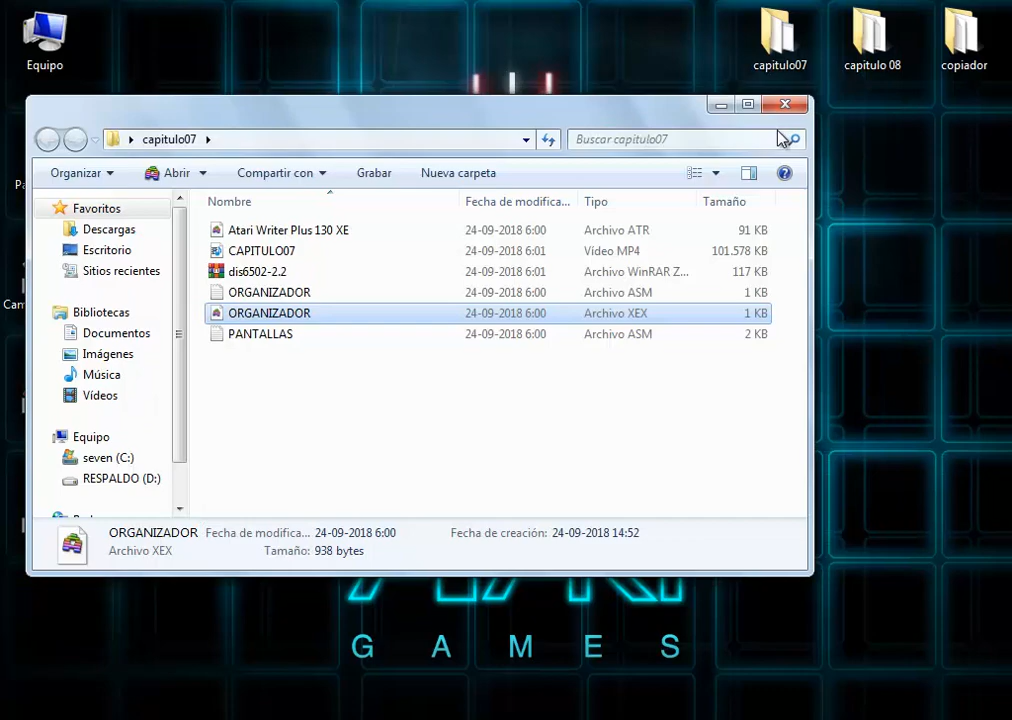 Equipo
capitulo07
capitulo 08
copiador
capitulo07
Buscar capitulo07
Organizar
Abrir
Compartir con
Grabar
Nueva carpeta
Favoritos
Descargas
Escritorio
Sitios recientes
Bibliotecas
Documentos
Imágenes
Música
Vídeos
Equipo
seven (C:)
RESPALDO (D:)
Nombre Fecha de modifica... Tipo Tamaño
Atari Writer Plus 130 XE 24-09-2018 6:00 Archivo ATR 91 KB
CAPITULO07 24-09-2018 6:01 Vídeo MP4 101.578 KB
dis6502-2.2 24-09-2018 6:01 Archivo WinRAR Z... 117 KB
ORGANIZADOR 24-09-2018 6:00 Archivo ASM 1 KB
ORGANIZADOR 24-09-2018 6:00 Archivo XEX 1 KB
PANTALLAS 24-09-2018 6:00 Archivo ASM 2 KB
ORGANIZADOR Fecha de modifica... 24-09-2018 6:00 Fecha de creación: 24-09-2018 14:52
Archivo XEX Tamaño: 938 bytes
G A M E S